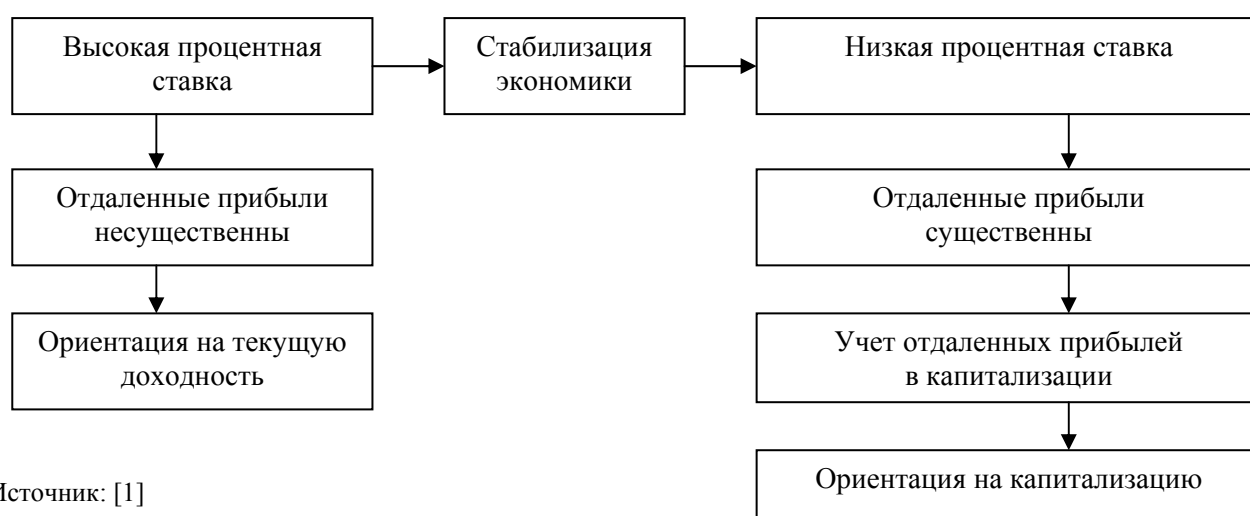 Высокая процентная
ставка
Стабилизация
экономики
Низкая процентная ставка
Отдаленные прибыли
несущественны
Отдаленные прибыли
существенны
Ориентация на текущую
доходность
Учет отдаленных прибылей
в капитализации
Ориентация на капитализацию
Источник: [1]